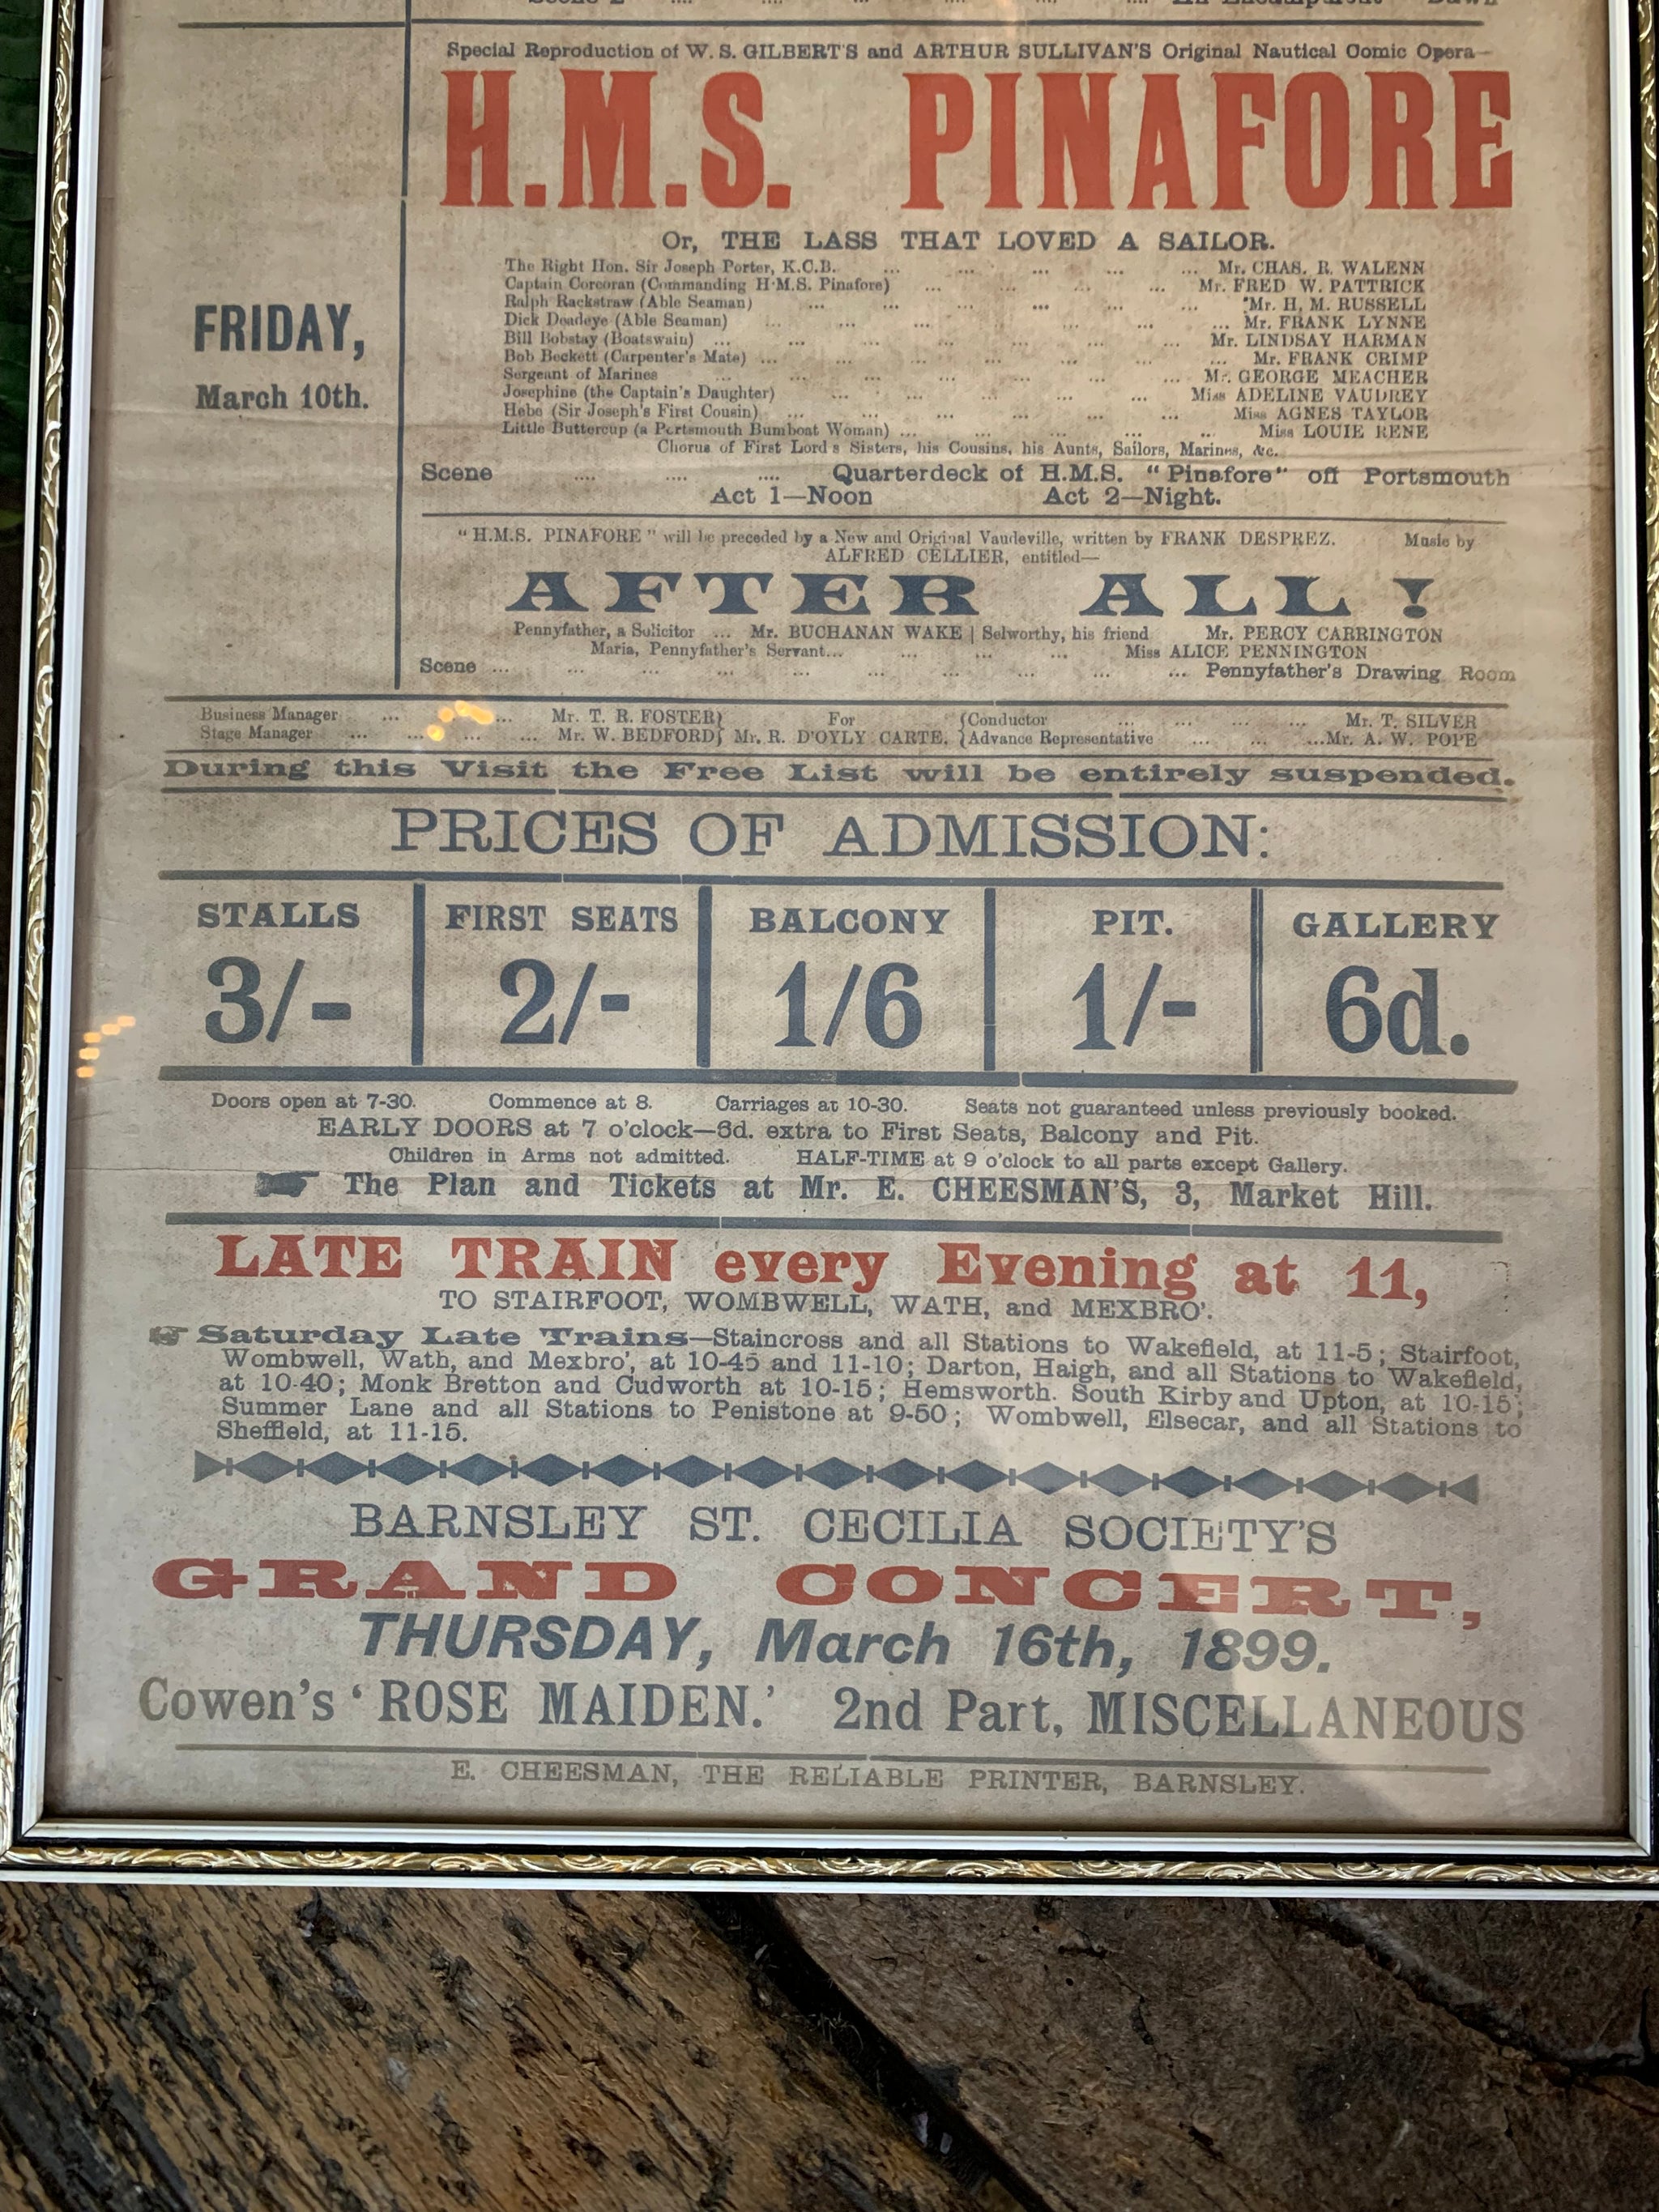 Special Reproduction of W. S. GILBERT'S and ARTHUR SULLIVAN'S Original Nautical Comic Opera—
H.M.S. PINAFORE
Or, THE LASS THAT LOVED A SAILOR.
The Right Hon. Sir Joseph Porter, K.C.B. ... ... ... ... ... Mr. CHAS. R. WALENN
Captain Corcoran (Commanding H.M.S. Pinafore) ... ... ... ... Mr. FRED W. PATTRICK
Ralph Rackstraw (Able Seaman) ... ... ... ... ... ... Mr. H, M. RUSSELL
Dick Deadeye (Able Seaman) ... ... ... ... ... ... ... Mr. FRANK LYNNE
Bill Bobstay (Boatswain) ... ... ... ... ... ... ... Mr. LINDSAY HARMAN
Bob Beckett (Carpenter's Mate) ... ... ... ... ... ... ... Mr. FRANK CRIMP
Sergeant of Marines ... ... ... ... ... ... ... Mr. GEORGE MEACHER
Josephine (the Captain's Daughter) ... ... ... ... ... Miss ADELINE VAUDREY
Hebe (Sir Joseph's First Cousin) ... ... ... ... ... ... Miss AGNES TAYLOR
Little Buttercup (a Portsmouth Bumboat Woman) ... ... ... ... ... Miss LOUIE RENE
Chorus of First Lord's Sisters, his Cousins, his Aunts, Sailors, Marines, &c.
FRIDAY,
March 10th.
Scene .... .... .... Quarterdeck of H.M.S. "Pinafore" off Portsmouth
Act 1—Noon Act 2—Night.
"H.M.S. PINAFORE" will be preceded by a New and Original Vaudeville, written by FRANK DESPREZ. Music by
ALFRED CELLIER, entitled—
AFTER ALL!
Pennyfather, a Solicitor ... Mr. BUCHANAN WAKE | Selworthy, his friend Mr. PERCY CARRINGTON
Maria, Pennyfather's Servant... ... ... ... Miss ALICE PENNINGTON
Scene ... ... ... ... ... ... ... ... ... ... Pennyfather's Drawing Room
Business Manager ... ... ... Mr. T. R. FOSTER} For {Conductor ... ... ... ... Mr. T. SILVER
Stage Manager ... ... ... ... Mr. W. BEDFORD} Mr. R. D'OYLY CARTE. {Advance Representative ... ... ...Mr. A. W. POPE
During this Visit the Free List will be entirely suspended.
PRICES OF ADMISSION:
STALLS FIRST SEATS BALCONY PIT. GALLERY
3/- 2/- 1/6 1/- 6d.
Doors open at 7-30. Commence at 8. Carriages at 10-30. Seats not guaranteed unless previously booked.
EARLY DOORS at 7 o'clock—6d. extra to First Seats, Balcony and Pit.
Children in Arms not admitted. HALF-TIME at 9 o'clock to all parts except Gallery.
The Plan and Tickets at Mr. E. CHEESMAN'S, 3, Market Hill.
LATE TRAIN every Evening at 11,
TO STAIRFOOT, WOMBWELL, WATH, and MEXBRO'.
Saturday Late Trains—Staincross and all Stations to Wakefield, at 11-5; Stairfoot,
Wombwell, Wath, and Mexbro', at 10-45 and 11-10; Darton, Haigh, and all Stations to Wakefield,
at 10-40; Monk Bretton and Cudworth at 10-15; Hemsworth. South Kirby and Upton, at 10-15;
Summer Lane and all Stations to Penistone at 9-50; Wombwell, Elsecar, and all Stations to
Sheffield, at 11-15.
BARNSLEY ST. CECILIA SOCIETY'S
GRAND CONCERT,
THURSDAY, March 16th, 1899.
Cowen's 'ROSE MAIDEN.' 2nd Part, MISCELLANEOUS
E. CHEESMAN, THE RELIABLE PRINTER, BARNSLEY.